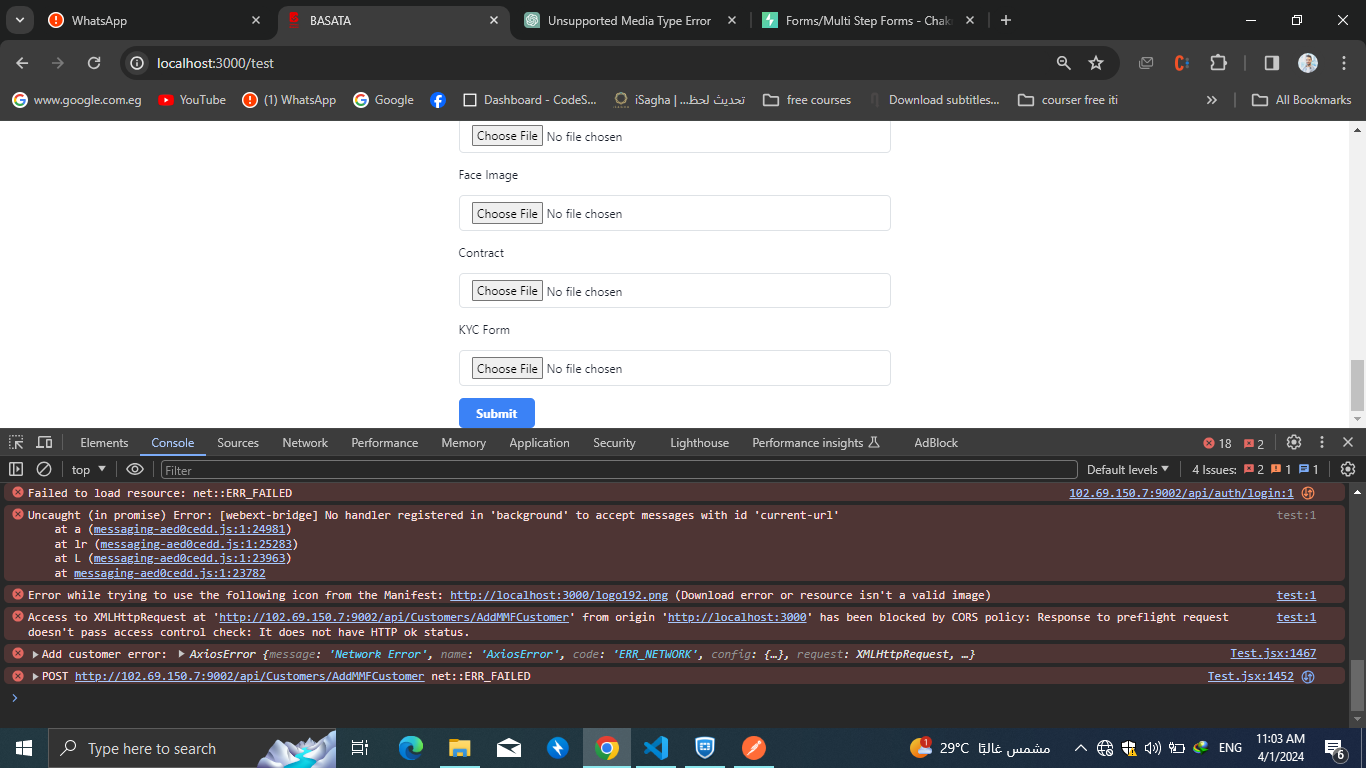 WhatsApp
BASATA
Unsupported Media Type Error
Forms/Multi Step Forms - Chak
localhost:3000/test
www.google.com.eg
YouTube
(1) WhatsApp
Google
Dashboard - CodeS...
iSagha | تحديث لحظ...
free courses
Download subtitles...
courser free iti
All Bookmarks
Choose File No file chosen
Face Image
Choose File No file chosen
Contract
Choose File No file chosen
KYC Form
Choose File No file chosen
Submit
Elements Console Sources Network Performance Memory Application Security Lighthouse Performance insights AdBlock 18 2
top Filter Default levels 4 Issues: 2 1 1
Failed to load resource: net::ERR_FAILED 102.69.150.7:9002/api/auth/login:1
Uncaught (in promise) Error: [webext-bridge] No handler registered in 'background' to accept messages with id 'current-url' test:1
at a (messaging-aed0cedd.js:1:24981)
at lr (messaging-aed0cedd.js:1:25283)
at L (messaging-aed0cedd.js:1:23963)
at messaging-aed0cedd.js:1:23782
Error while trying to use the following icon from the Manifest: http://localhost:3000/logo192.png (Download error or resource isn't a valid image) test:1
Access to XMLHttpRequest at 'http://102.69.150.7:9002/api/Customers/AddMMFCustomer' from origin 'http://localhost:3000' has been blocked by CORS policy: Response to preflight request test:1
doesn't pass access control check: It does not have HTTP ok status.
Add customer error: AxiosError {message: 'Network Error', name: 'AxiosError', code: 'ERR_NETWORK', config: {…}, request: XMLHttpRequest, …} Test.jsx:1467
POST http://102.69.150.7:9002/api/Customers/AddMMFCustomer net::ERR_FAILED Test.jsx:1452
Type here to search
1
29°C مشمس غالبًا
ENG
11:03 AM
4/1/2024
6